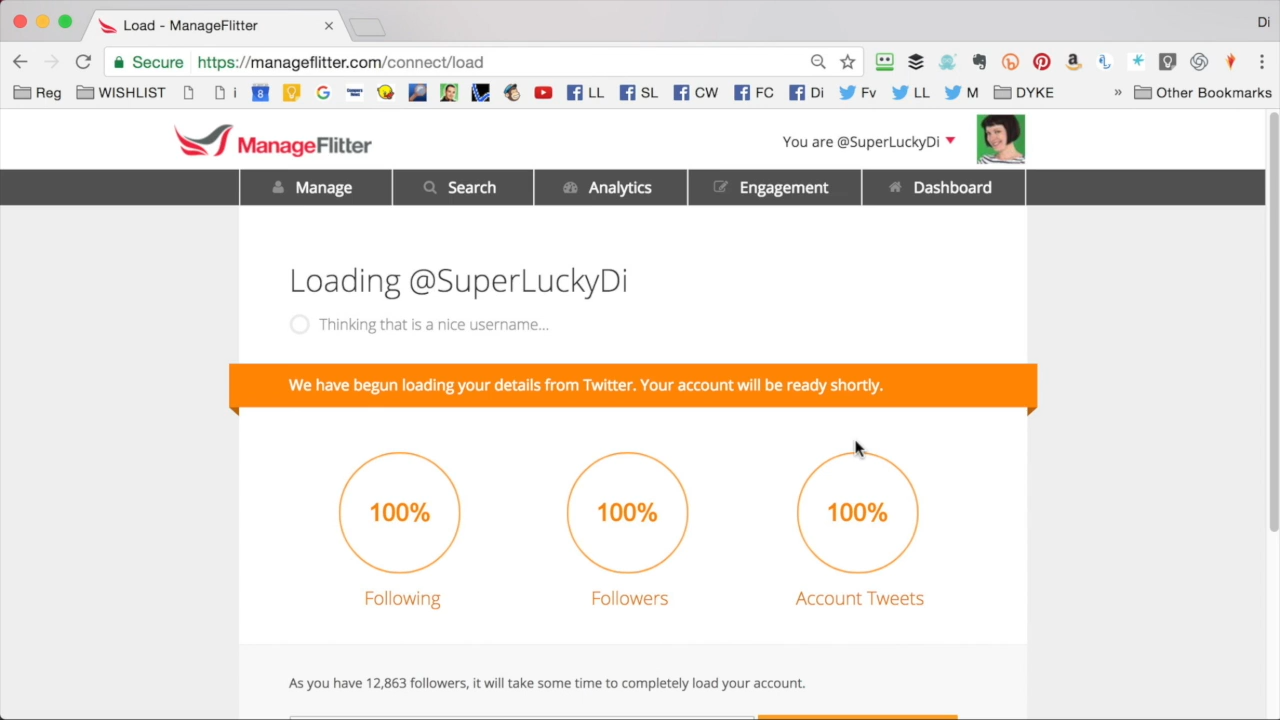 Load - ManageFlitter
Di
Secure https://manageflitter.com/connect/load
Reg WISHLIST i LL SL CW FC Di Fv LL M DYKE » Other Bookmarks
ManageFlitter
You are @SuperLuckyDi
Manage Search Analytics Engagement Dashboard
Loading @SuperLuckyDi
Thinking that is a nice username...
We have begun loading your details from Twitter. Your account will be ready shortly.
100% 100% 100%
Following Followers Account Tweets
As you have 12,863 followers, it will take some time to completely load your account.